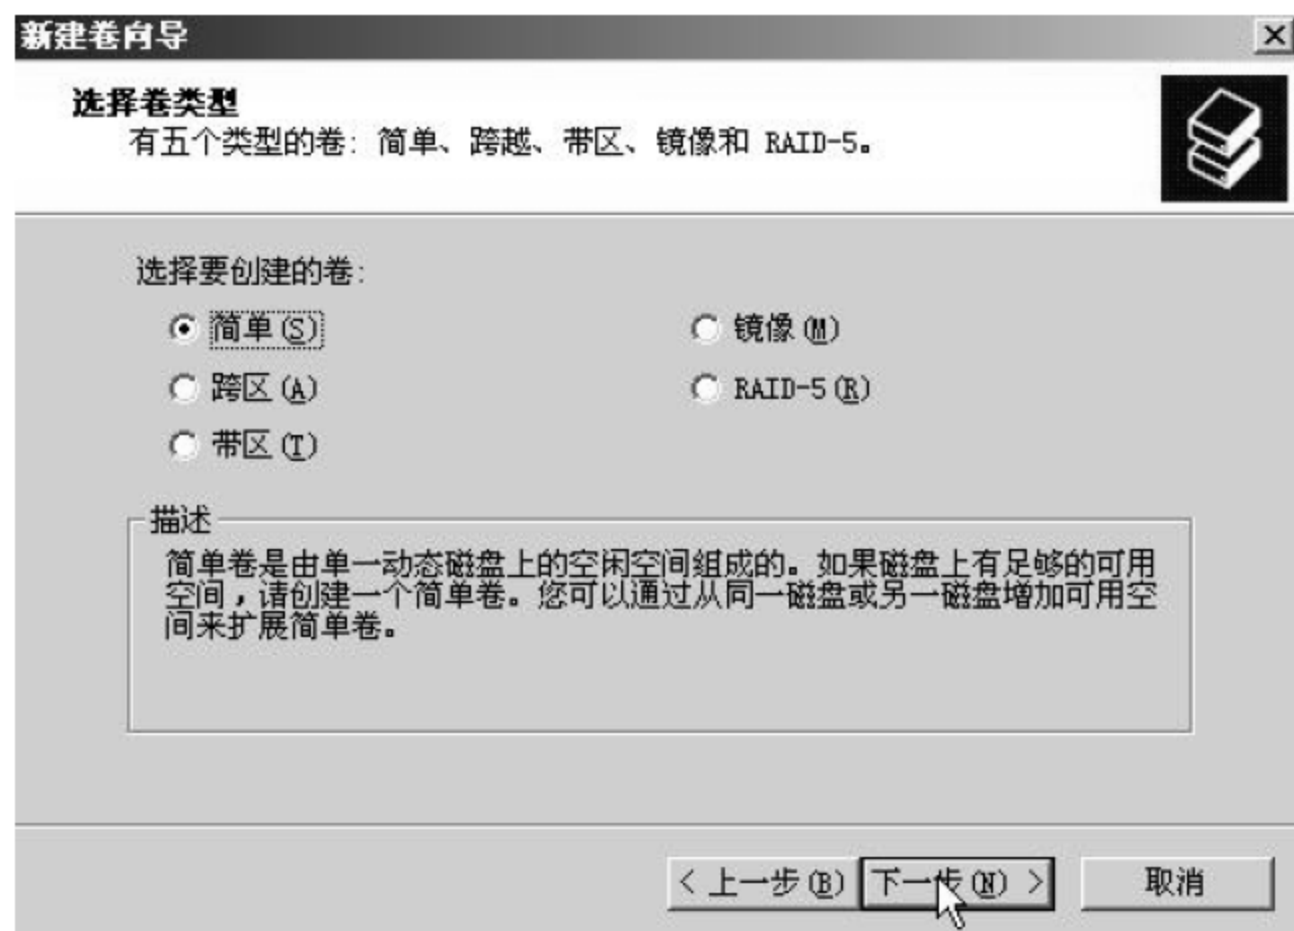 新建卷向导
选择卷类型
有五个类型的卷: 简单、跨越、带区、镜像和 RAID-5。
选择要创建的卷:
简单(S)
镜像(M)
跨区(A)
RAID-5(R)
带区(T)
描述
简单卷是由单一动态磁盘上的空闲空间组成的。如果磁盘上有足够的可用
空间,请创建一个简单卷。您可以通过从同一磁盘或另一磁盘增加可用空
间来扩展简单卷。
< 上一步(B) 下一步(N) > 取消